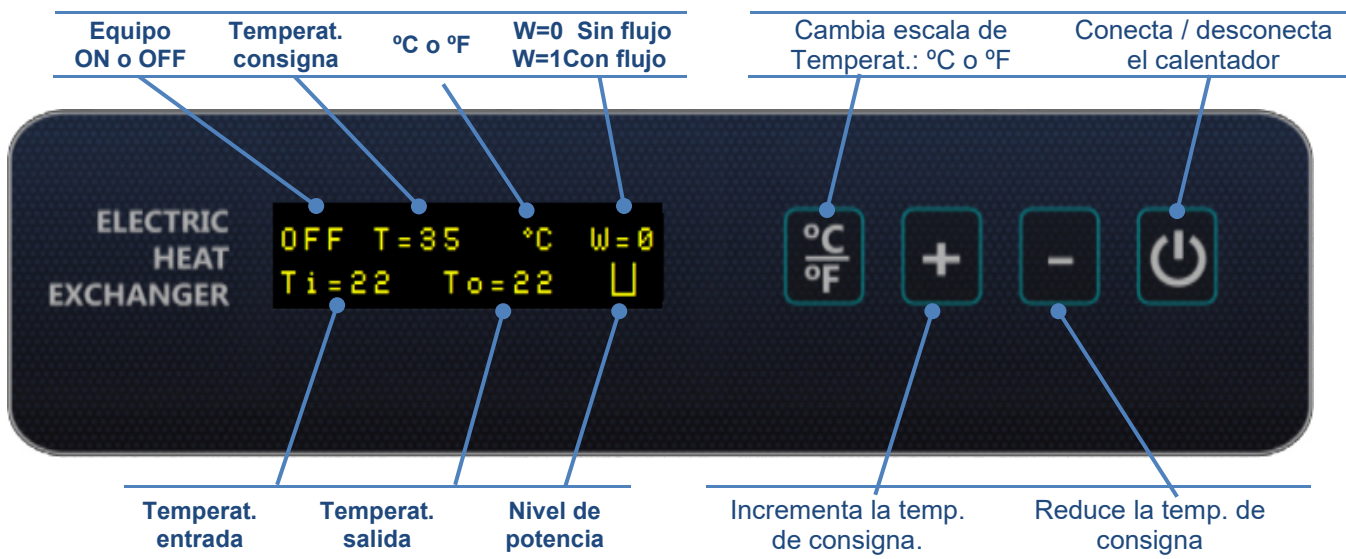 Equipo
ON o OFF
Temperat.
consigna
ºC o ºF
W=0 Sin flujo
W=1Con flujo
Cambia escala de
Temperat.: ºC o ºF
Conecta / desconecta
el calentador
ELECTRIC
HEAT
EXCHANGER
OFF T=35 °C W=0
Ti=22 To=22
ºC
ºF
+
-
Temperat.
entrada
Temperat.
salida
Nivel de
potencia
Incrementa la temp.
de consigna.
Reduce la temp. de
consigna